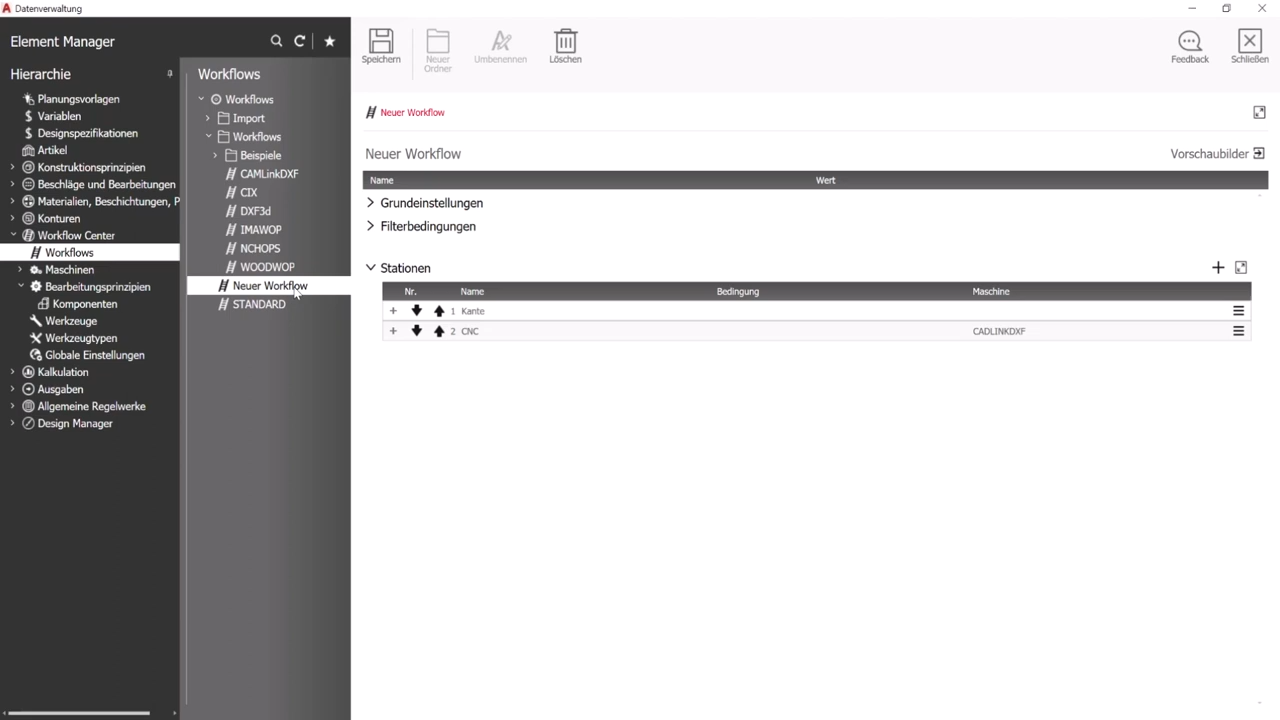 Datenverwaltung
Element Manager
Hierarchie
Planungsvorlagen
Variablen
Designspezifikationen
Artikel
Konstruktionsprinzipien
Beschläge und Bearbeitungen
Materialien, Beschichtungen, P
Konturen
Workflow Center
Workflows
Maschinen
Bearbeitungsprinzipien
Komponenten
Werkzeuge
Werkzeugtypen
Globale Einstellungen
Kalkulation
Ausgaben
Allgemeine Regelwerke
Design Manager
Workflows
Workflows
Import
Workflows
Beispiele
CAMLinkDXF
CIX
DXF3d
IMAWOP
NCHOPS
WOODWOP
Neuer Workflow
STANDARD
Speichern
Neuer
Ordner
Umbenennen
Löschen
Feedback
Schließen
Neuer Workflow
Neuer Workflow
Vorschaubilder
Name Wert
Grundeinstellungen
Filterbedingungen
Stationen
Nr. Name Bedingung Maschine
1 Kante
2 CNC CADLINKDXF